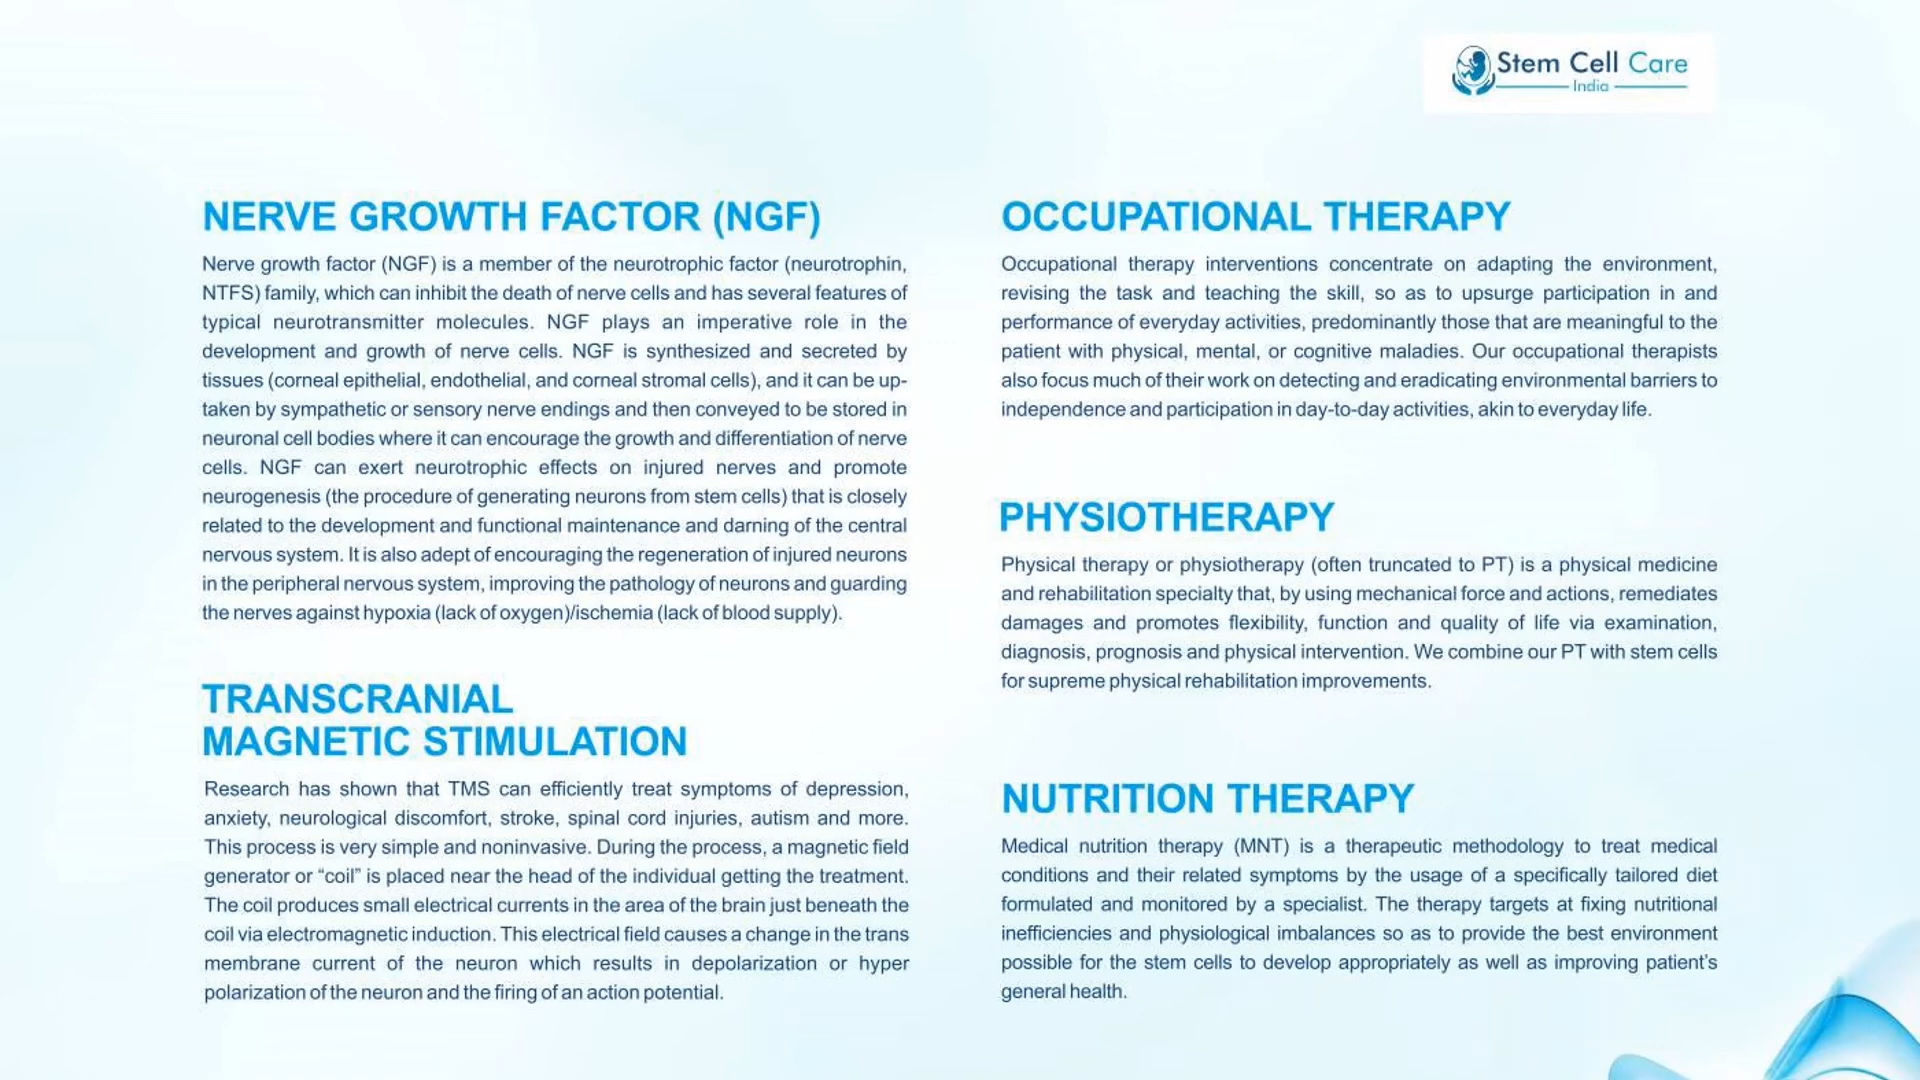 Stem Cell Care
India
NERVE GROWTH FACTOR (NGF)
Nerve growth factor (NGF) is a member of the neurotrophic factor (neurotrophin,
NTFS) family, which can inhibit the death of nerve cells and has several features of
typical neurotransmitter molecules. NGF plays an imperative role in the
development and growth of nerve cells. NGF is synthesized and secreted by
tissues (corneal epithelial, endothelial, and corneal stromal cells), and it can be up-
taken by sympathetic or sensory nerve endings and then conveyed to be stored in
neuronal cell bodies where it can encourage the growth and differentiation of nerve
cells. NGF can exert neurotrophic effects on injured nerves and promote
neurogenesis (the procedure of generating neurons from stem cells) that is closely
related to the development and functional maintenance and darning of the central
nervous system. It is also adept of encouraging the regeneration of injured neurons
in the peripheral nervous system, improving the pathology of neurons and guarding
the nerves against hypoxia (lack of oxygen)/ischemia (lack of blood supply).
TRANSCRANIAL
MAGNETIC STIMULATION
Research has shown that TMS can efficiently treat symptoms of depression,
anxiety, neurological discomfort, stroke, spinal cord injuries, autism and more.
This process is very simple and noninvasive. During the process, a magnetic field
generator or “coil” is placed near the head of the individual getting the treatment.
The coil produces small electrical currents in the area of the brain just beneath the
coil via electromagnetic induction. This electrical field causes a change in the trans
membrane current of the neuron which results in depolarization or hyper
polarization of the neuron and the firing of an action potential.
OCCUPATIONAL THERAPY
Occupational therapy interventions concentrate on adapting the environment,
revising the task and teaching the skill, so as to upsurge participation in and
performance of everyday activities, predominantly those that are meaningful to the
patient with physical, mental, or cognitive maladies. Our occupational therapists
also focus much of their work on detecting and eradicating environmental barriers to
independence and participation in day-to-day activities, akin to everyday life.
PHYSIOTHERAPY
Physical therapy or physiotherapy (often truncated to PT) is a physical medicine
and rehabilitation specialty that, by using mechanical force and actions, remediates
damages and promotes flexibility, function and quality of life via examination,
diagnosis, prognosis and physical intervention. We combine our PT with stem cells
for supreme physical rehabilitation improvements.
NUTRITION THERAPY
Medical nutrition therapy (MNT) is a therapeutic methodology to treat medical
conditions and their related symptoms by the usage of a specifically tailored diet
formulated and monitored by a specialist. The therapy targets at fixing nutritional
inefficiencies and physiological imbalances so as to provide the best environment
possible for the stem cells to develop appropriately as well as improving patient’s
general health.